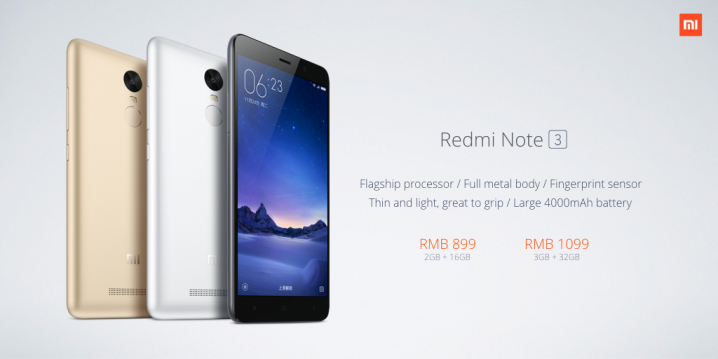 mi
06:23
Redmi Note 3
Flagship processor / Full metal body / Fingerprint sensor
Thin and light, great to grip / Large 4000mAh battery
RMB 899
RMB 1099
2GB + 16GB
3GB + 32GB
mi